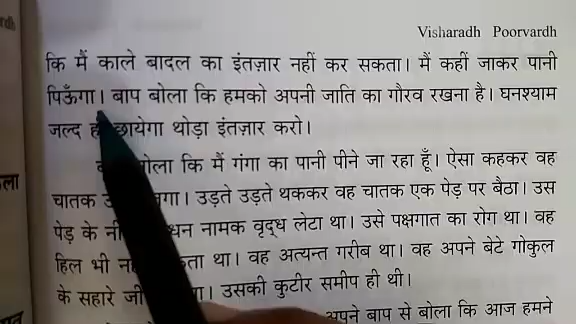 Visharadh Poorvardh
कि मैं काले बादल का इंतज़ार नहीं कर सकता। मैं कहीं जाकर पानी
पिऊँगा। बाप बोला कि हमको अपनी जाति का गौरव रखना है। घनश्याम
जल्द छायेगा थोड़ा इंतज़ार करो।
बोला कि मैं गंगा का पानी पीने जा रहा हूँ। ऐसा कहकर वह
चातक उड़ते उड़ते थककर वह चातक एक पेड़ पर बैठा। उस
पेड़ के नामक वृद्ध लेटा था। उसे पक्षगात का रोग था। वह
हिल भी था। वह अत्यन्त गरीब था। वह अपने बेटे गोकुल
के सहारे उसकी कुटीर समीप ही थी।
अपने बाप से बोला कि आज हमने